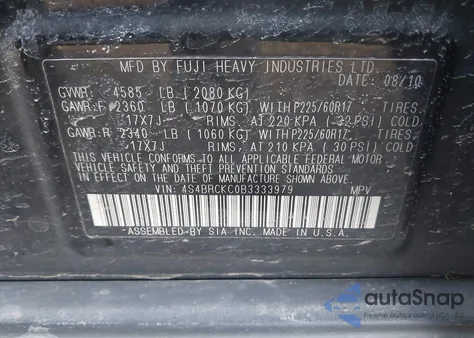 MFD BY FUJI HEAVY INDUSTRIES LTD.
DATE: 08/10
GVWR: 4585 LB (2080 KG)
GAWR: F 2360 LB (1070 KG) WITH P225/60R17 TIRES,
17X7J RIMS, AT 220 KPA ( 32 PSI) COLD
GAWR: R 2340 LB (1060 KG) WITH P225/60R17 TIRES,
17X7J RIMS, AT 210 KPA ( 30 PSI) COLD
THIS VEHICLE CONFORMS TO ALL APPLICABLE FEDERAL MOTOR
VEHICLE SAFETY AND THEFT PREVENTION STANDARDS IN EFFECT
ON THE DATE OF MANUFACTURE SHOWN ABOVE.
VIN: 4S4BRCKC0B3333979 MPV
ASSEMBLED BY SIA INC. MADE IN U.S.A.
autoSnap